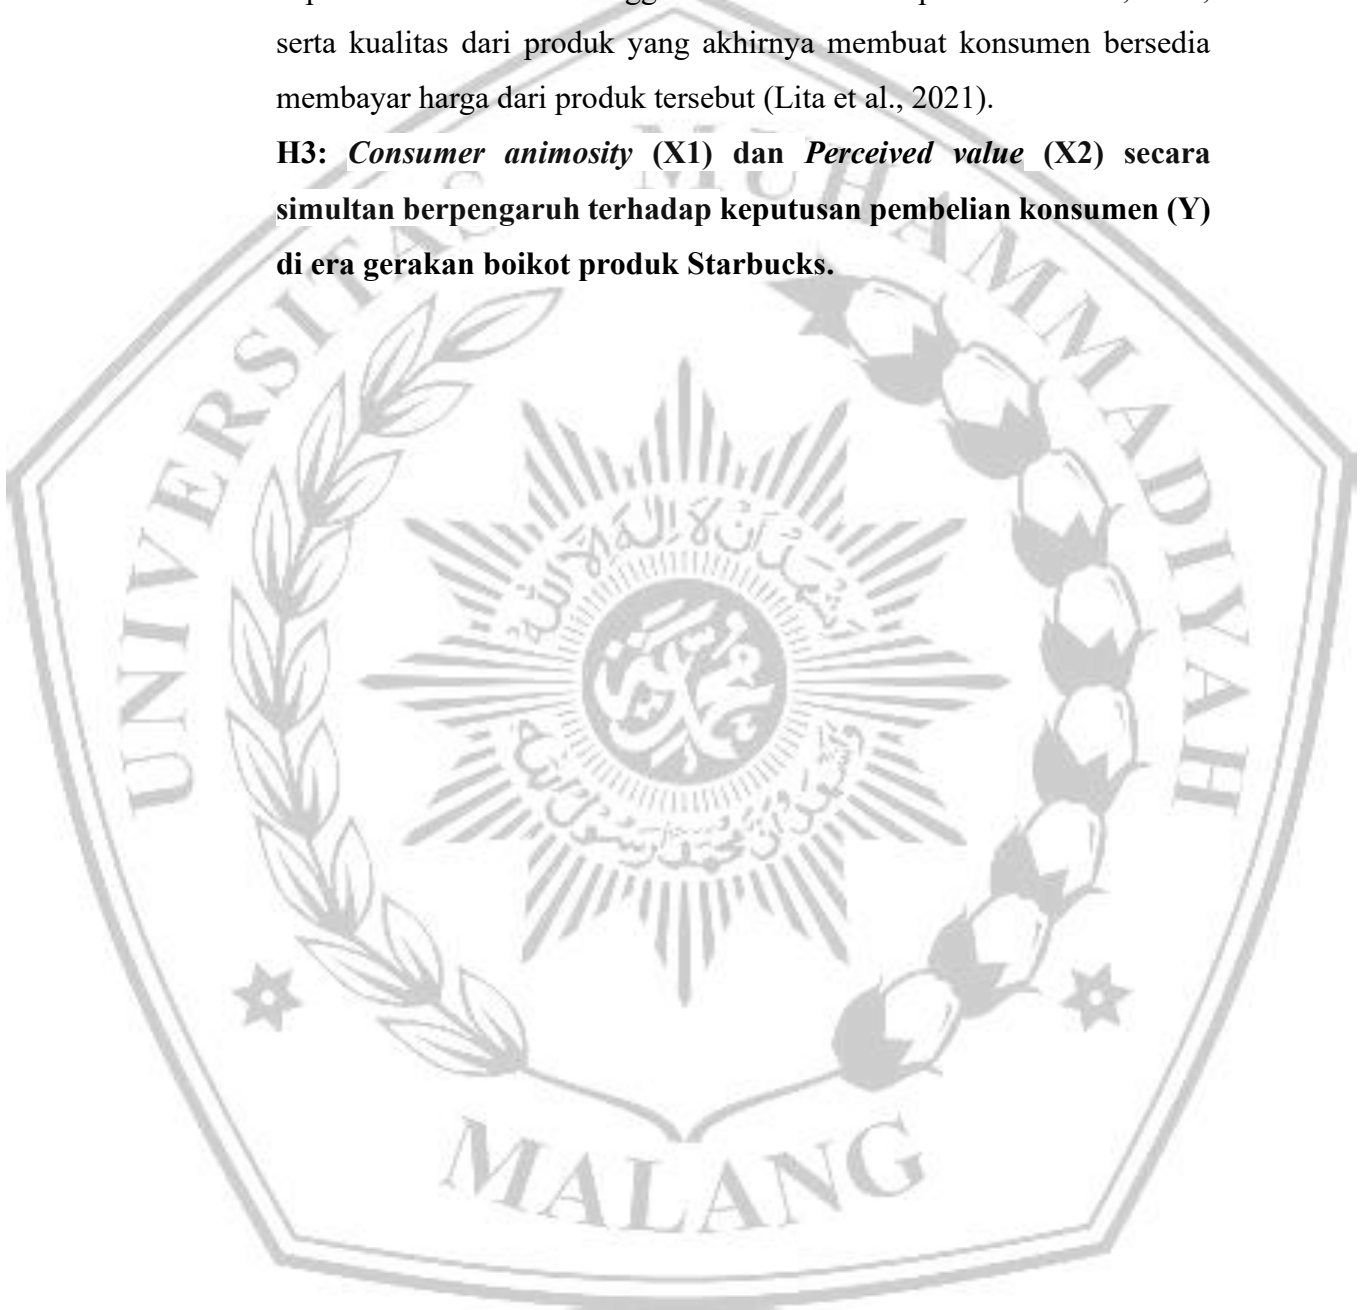 serta kualitas dari produk yang akhirnya membuat konsumen bersedia
membayar harga dari produk tersebut (Lita et al., 2021).
H3: Consumer animosity (X1) dan Perceived value (X2) secara
simultan berpengaruh terhadap keputusan pembelian konsumen (Y)
di era gerakan boikot produk Starbucks.
UNIVERSITAS MUHAMMADIYAH
MALANG